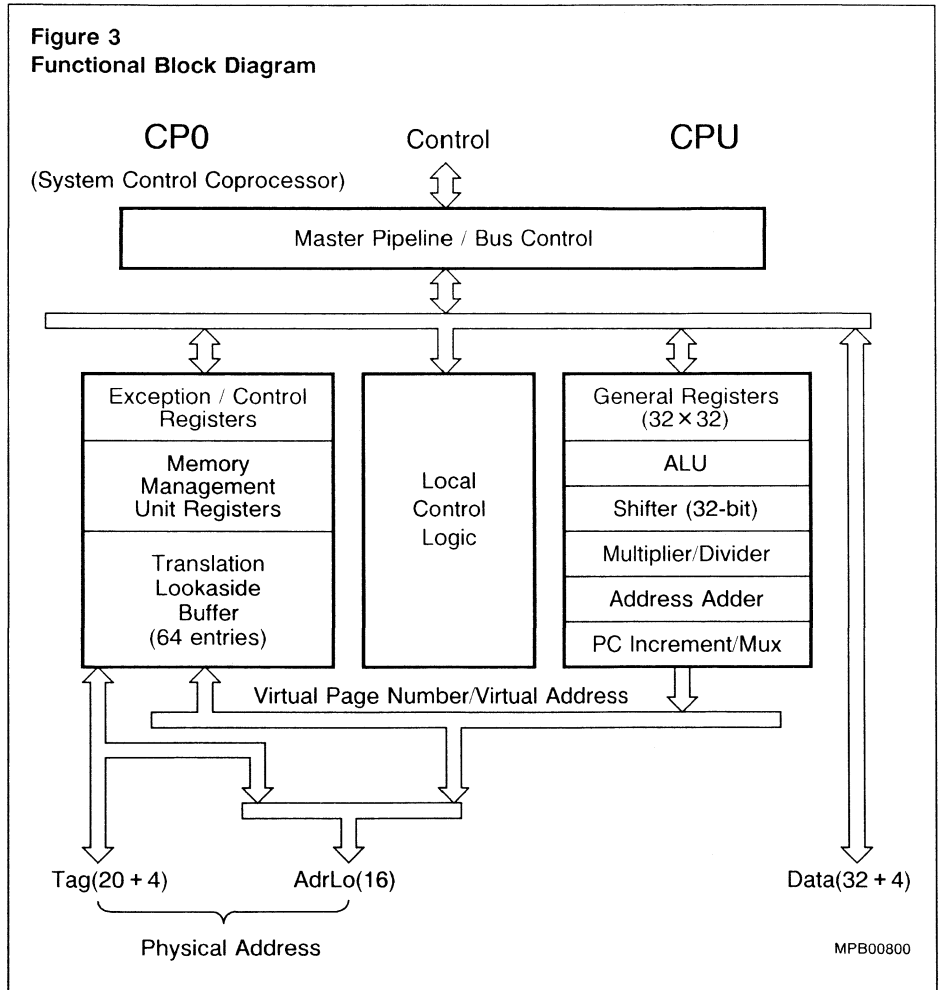 Figure 3
Functional Block Diagram
CP0
Control
CPU
(System Control Coprocessor)
Master Pipeline / Bus Control
Exception / Control
Registers
Memory
Management
Unit Registers
Translation
Lookaside
Buffer
(64 entries)
Local
Control
Logic
General Registers
(32 × 32)
ALU
Shifter (32-bit)
Multiplier/Divider
Address Adder
PC Increment/Mux
Virtual Page Number/Virtual Address
Tag(20 + 4)
AdrLo(16)
Data(32 + 4)
Physical Address
MPB00800